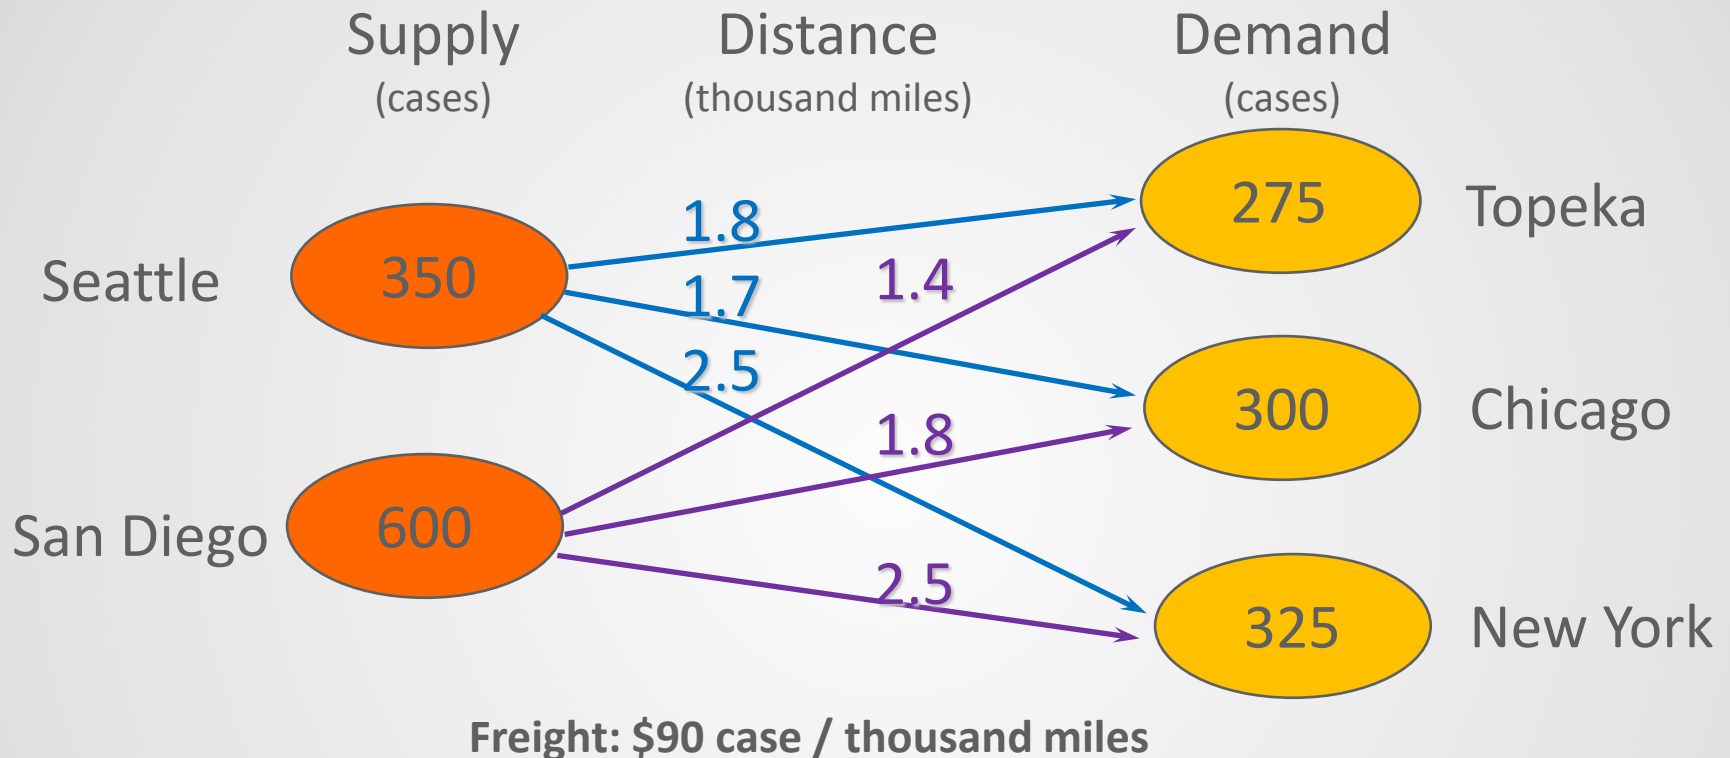 Supply Distance Demand
(cases) (thousand miles) (cases)
275 Topeka
1.8
Seattle 350
1.4
1.7
2.5
300 Chicago
1.8
San Diego 600
2.5
325 New York
Freight: $90 case / thousand miles